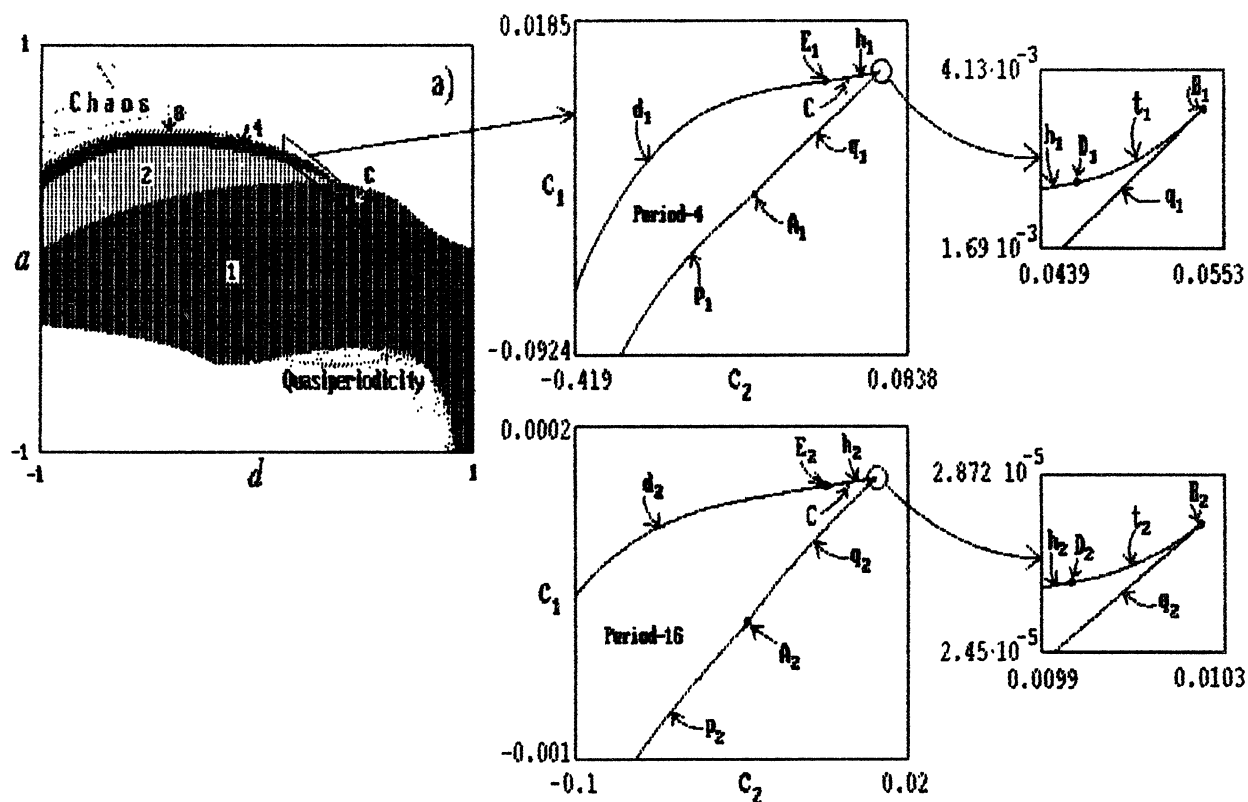 a)
1
Chaos
8
4
2
C
a
1
Quasiperiodicity
-1
-1
d
1
0.0185
E₁
h₁
C
d₁
q₁
C₁
Period-4
A₁
p₁
-0.0924
-0.419
C₂
0.0838
4.13·10⁻³
B₁
t₁
h₁
D₁
q₁
1.69 10⁻³
0.0439
0.0553
0.0002
E₂
h₂
d₂
C
q₂
C₁
Period-16
A₂
p₂
-0.001
-0.1
C₂
0.02
2.872 10⁻⁵
B₂
t₂
h₂
D₂
q₂
2.45·10⁻⁵
0.0099
0.0103